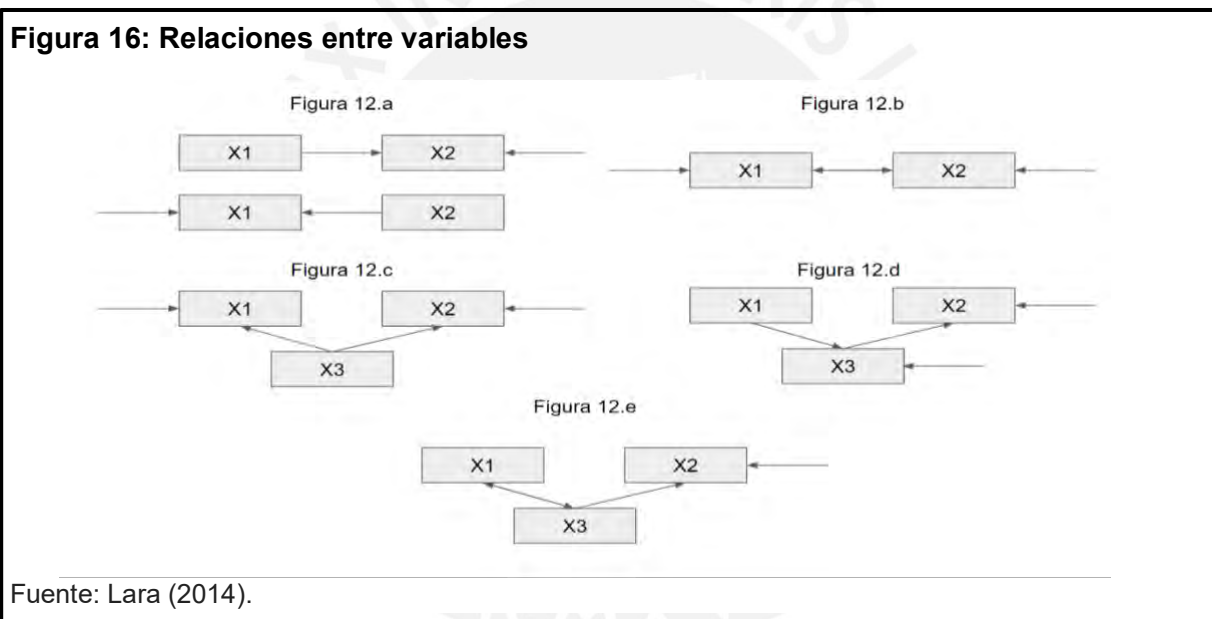 Figura 16: Relaciones entre variables
Figura 12.a Figura 12.b
X1 X2
X1 X2
X1 X2
Figura 12.c Figura 12.d
X1 X2 X1 X2
X3 X3
Figura 12.e
X1 X2
X3
Fuente: Lara (2014).